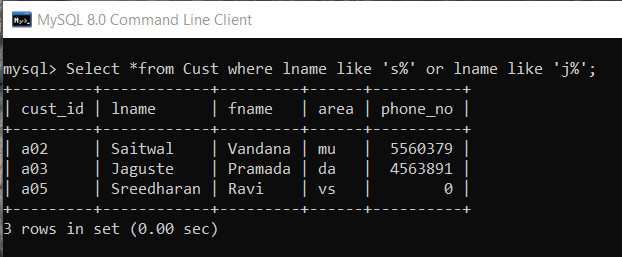 MySQL 8.0 Command Line Client
mysql> Select *from Cust where lname like 's%' or lname like 'j%';
+---------+------------+---------+------+----------+
| cust_id | lname      | fname   | area | phone_no |
+---------+------------+---------+------+----------+
| a02     | Saitwal    | Vandana | mu   |  5560379 |
| a03     | Jaguste    | Pramada | da   |  4563891 |
| a05     | Sreedharan | Ravi    | vs   |        0 |
+---------+------------+---------+------+----------+
3 rows in set (0.00 sec)